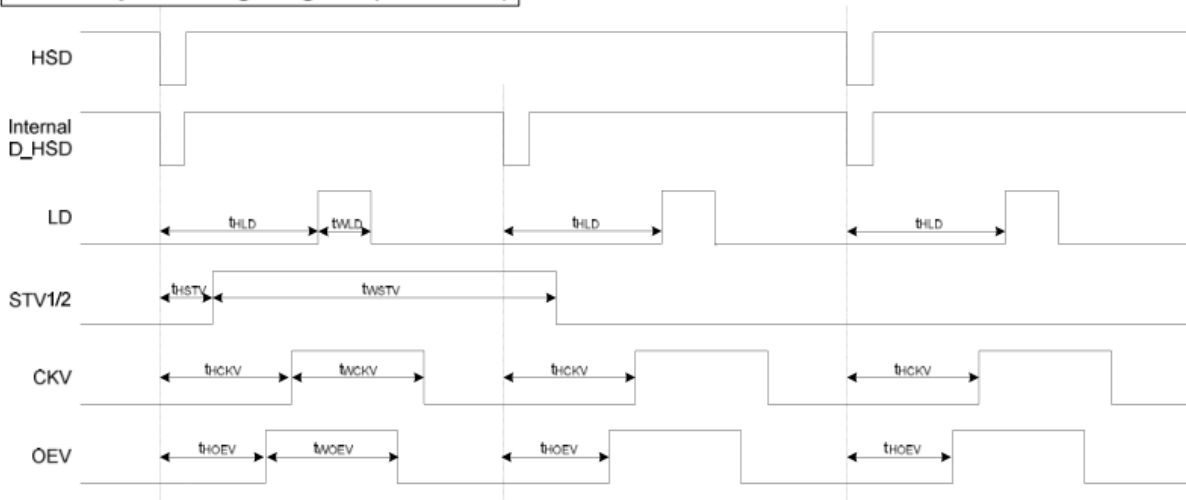 HSD
Internal
D_HSD
LD
tHLD
tWLD
tHLD
tHLD
STV1/2
tHSTV
tWSTV
CKV
tHCKV
tWCKV
tHCKV
tHCKV
OEV
tHOEV
tWOEV
tHOEV
tHOEV